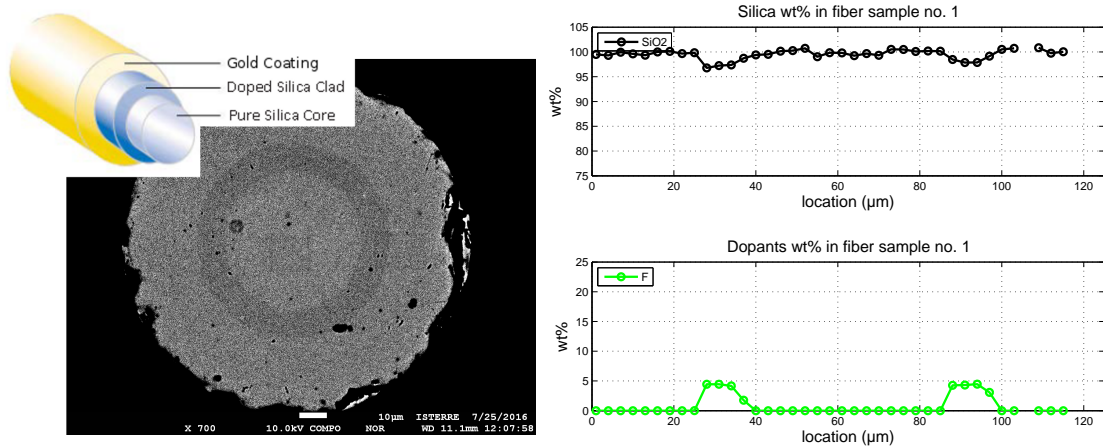 Gold Coating
Doped Silica Clad
Pure Silica Core
10µm ISTERRE 7/25/2016
X 700 10.0kV COMPO NOR WD 11.1mm 12:07:58
Silica wt% in fiber sample no. 1
SiO2
wt%
105
100
95
90
85
80
75
0 20 40 60 80 100 120
location (µm)
Dopants wt% in fiber sample no. 1
F
wt%
25
20
15
10
5
0
0 20 40 60 80 100 120
location (µm)